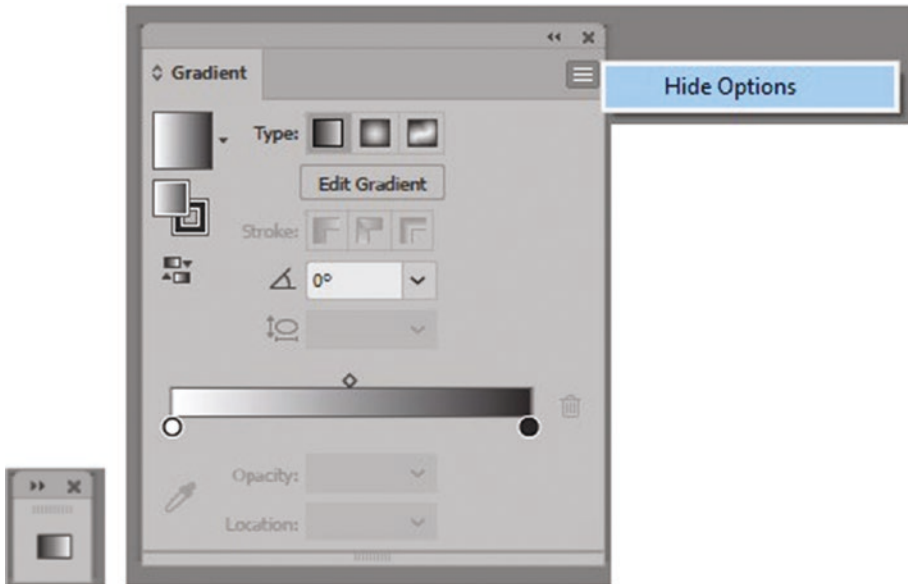 Gradient
Hide Options
Type:
Edit Gradient
Stroke:
0°
Opacity:
Location: